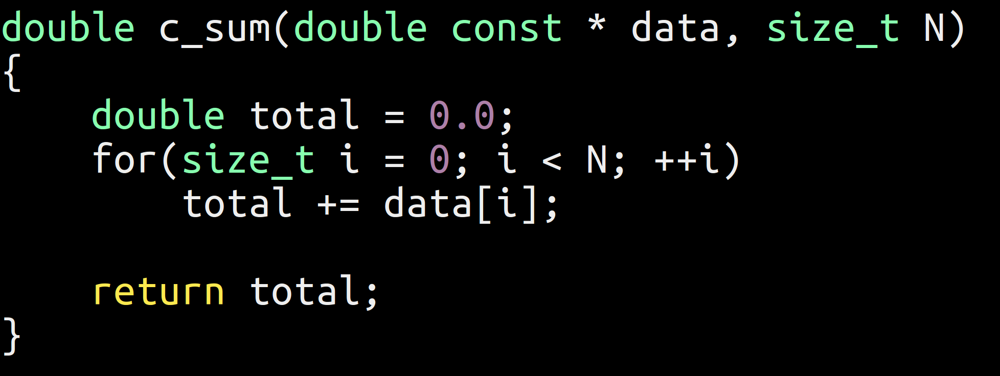 double c_sum(double const * data, size_t N)
{
    double total = 0.0;
    for(size_t i = 0; i < N; ++i)
        total += data[i];

    return total;
}